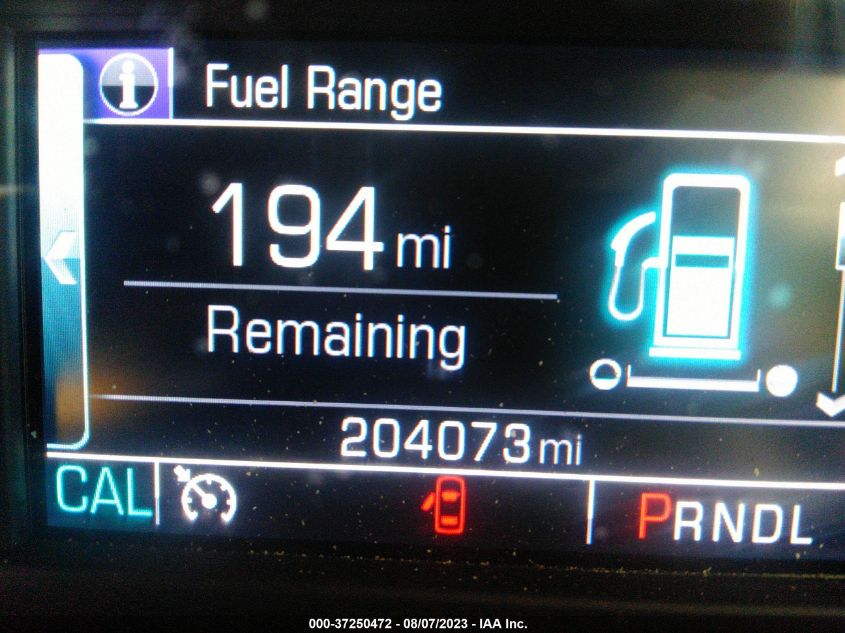 Fuel Range
194 mi
Remaining
204073 mi
CAL PRNDL
000-37250472 - 08/07/2023 - IAA Inc.